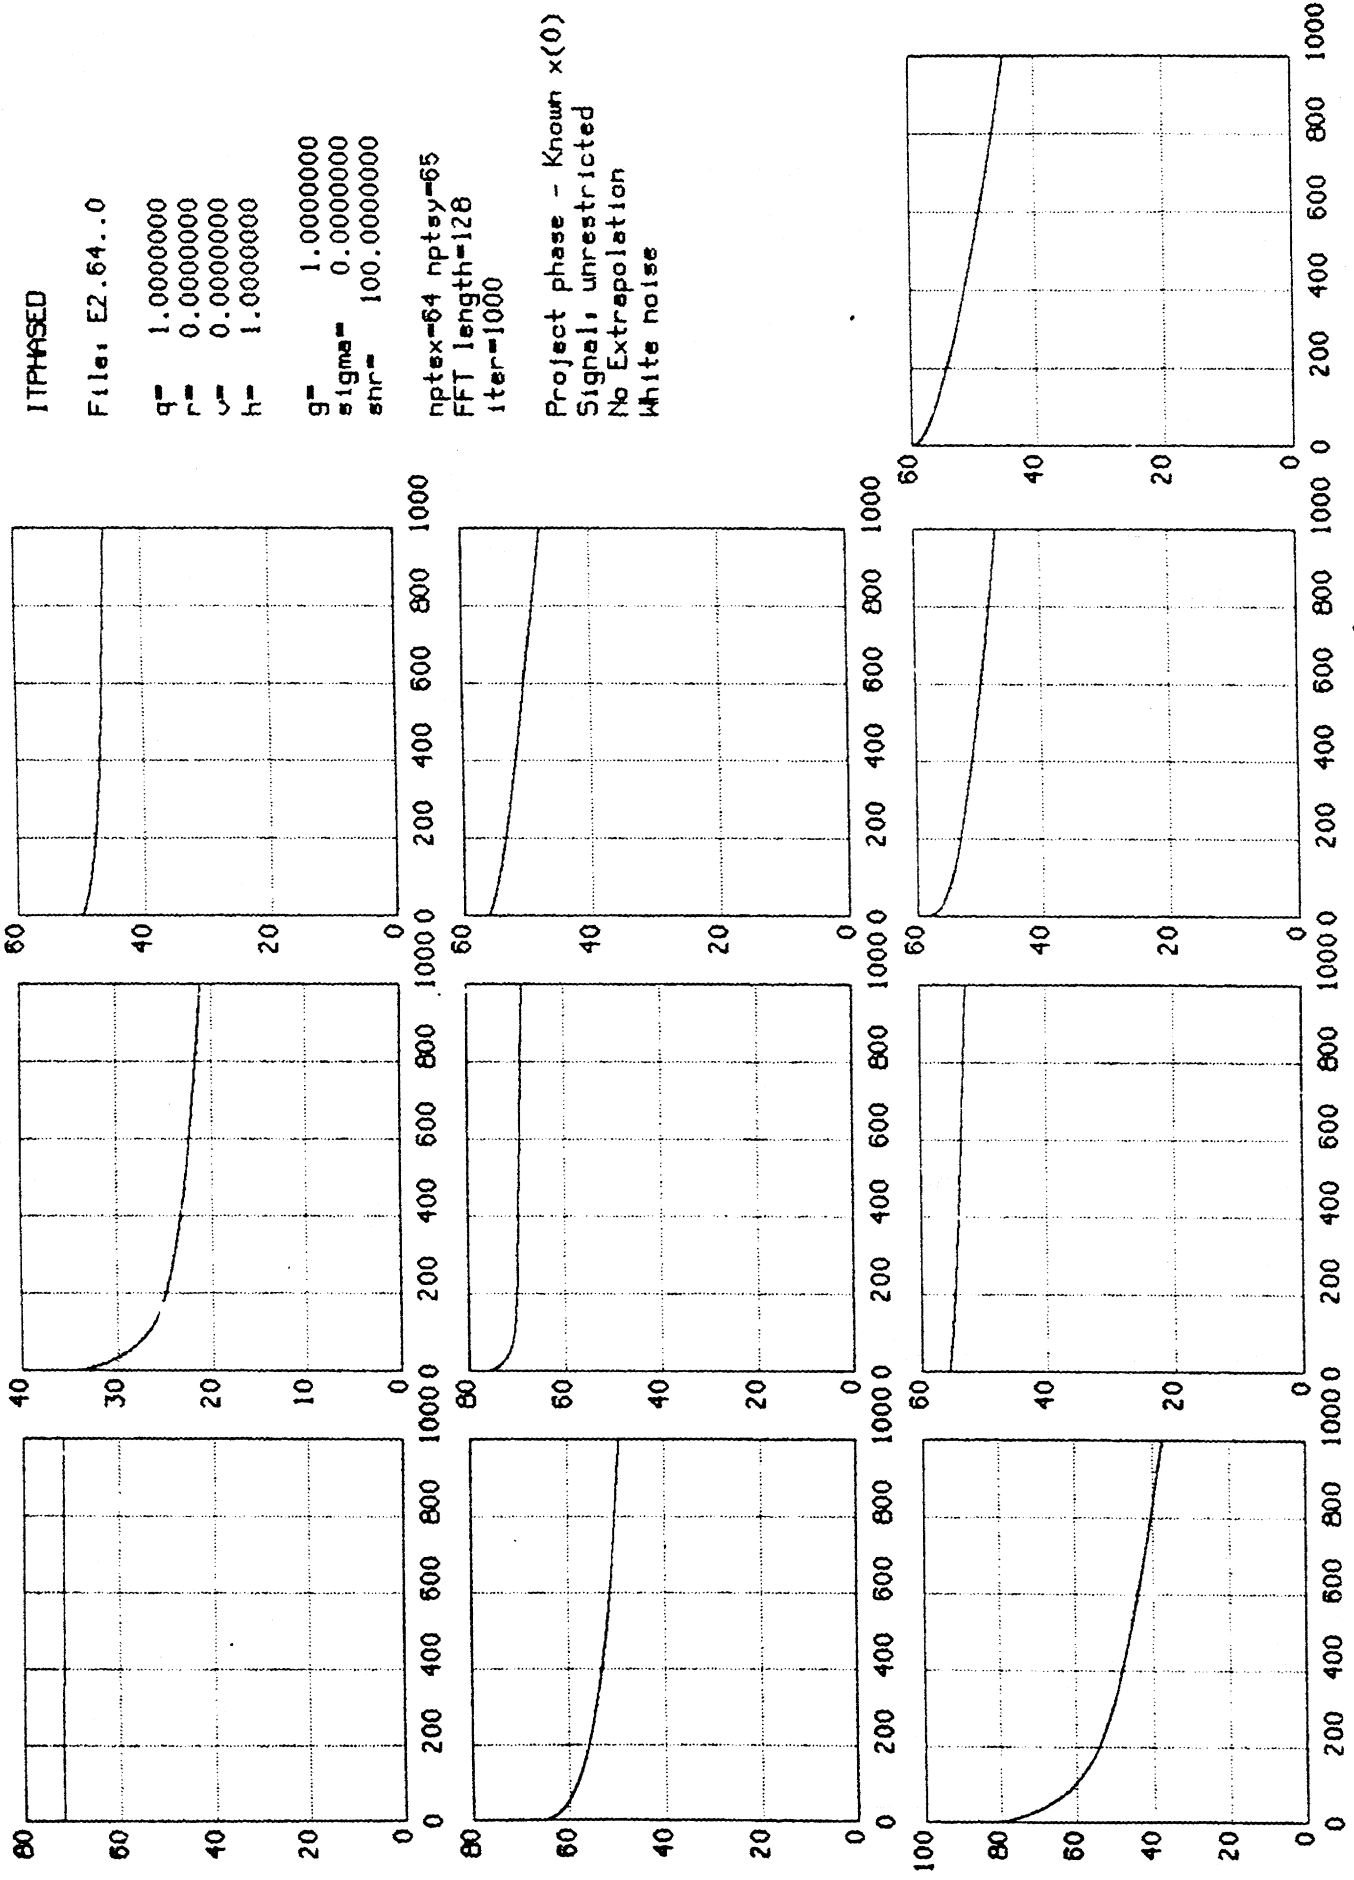 ITPHASED
File: E2.64..0
q= 1.0000000
r= 0.0000000
v= 0.0000000
h= 1.0000000
g= 1.0000000
sigma= 0.0000000
snr= 100.0000000
nptsx=64 nptsy=65
FFT length=128
iter=1000
Project phase - Known x(0)
Signal: unrestricted
No Extrapolation
White noise
80
60
40
20
0
0 200 400 600 800 1000
40
30
20
10
0
0 200 400 600 800 1000
60
40
20
0
0 200 400 600 800 1000
80
60
40
20
0
0 200 400 600 800 1000
80
60
40
20
0
0 200 400 600 800 1000
60
40
20
0
0 200 400 600 800 1000
100
80
60
40
20
0
0 200 400 600 800 1000
60
40
20
0
0 200 400 600 800 1000
60
40
20
0
0 200 400 600 800 1000
60
40
20
0
0 200 400 600 800 1000